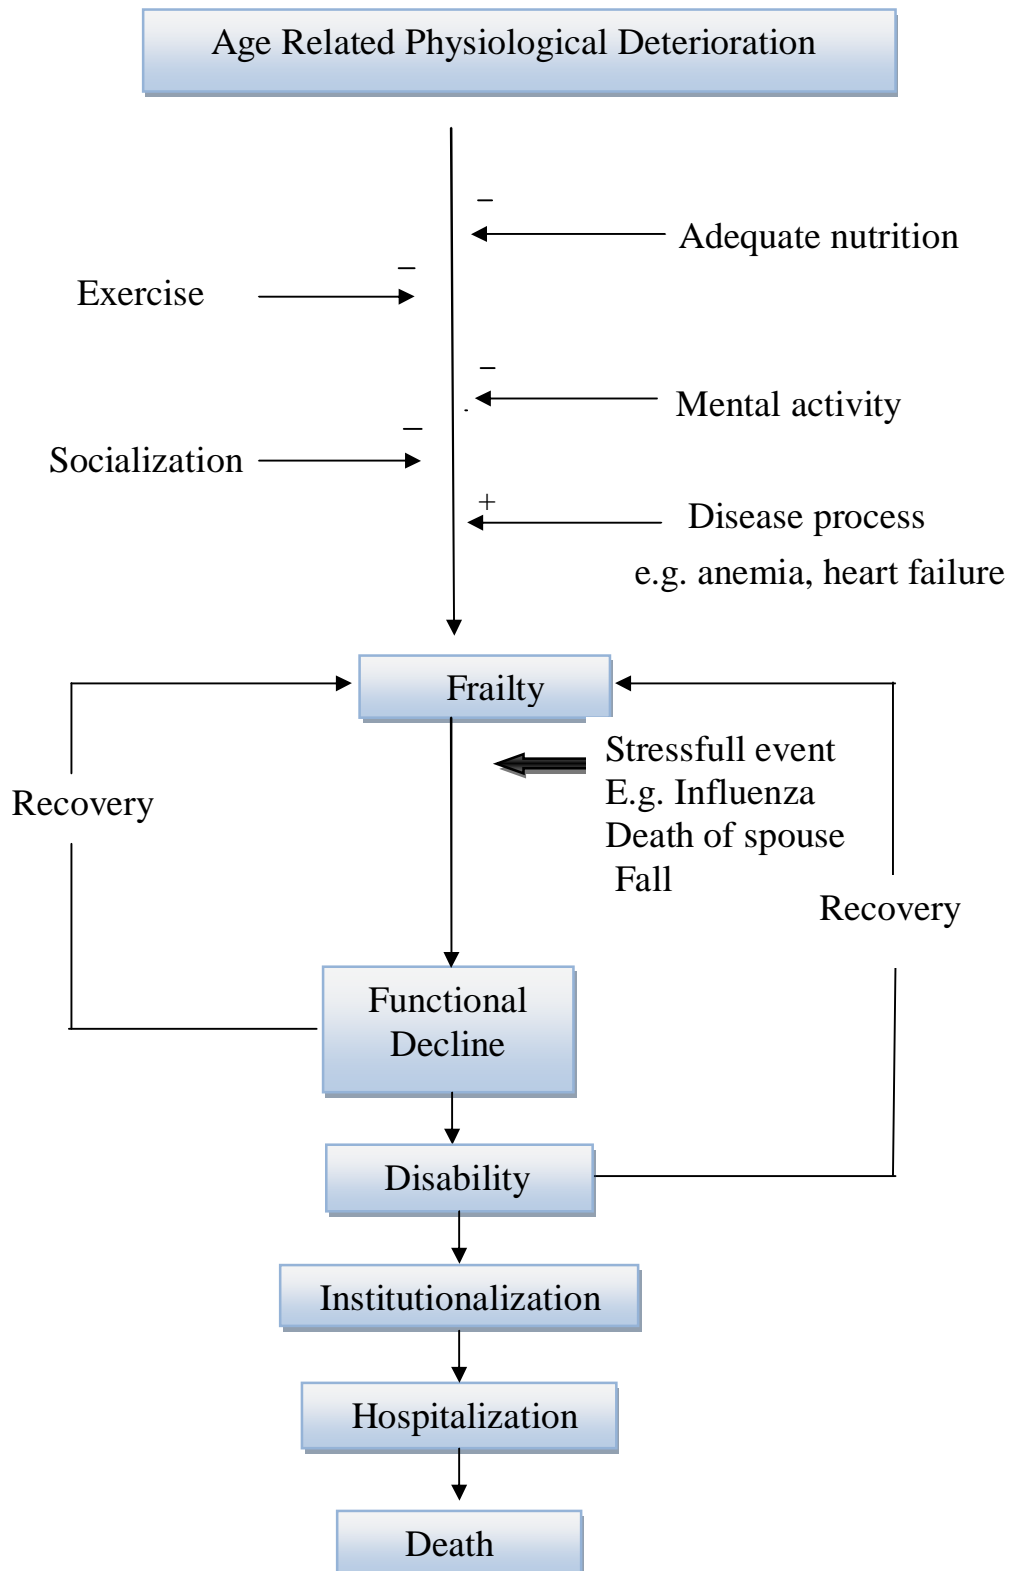 Age Related Physiological Deterioration
–
Adequate nutrition
–
Exercise
–
Mental activity
–
Socialization
+
Disease process
e.g. anemia, heart failure
Frailty
Stressfull event
E.g. Influenza
Death of spouse
Fall
Recovery
Recovery
Functional
Decline
Disability
Institutionalization
Hospitalization
Death